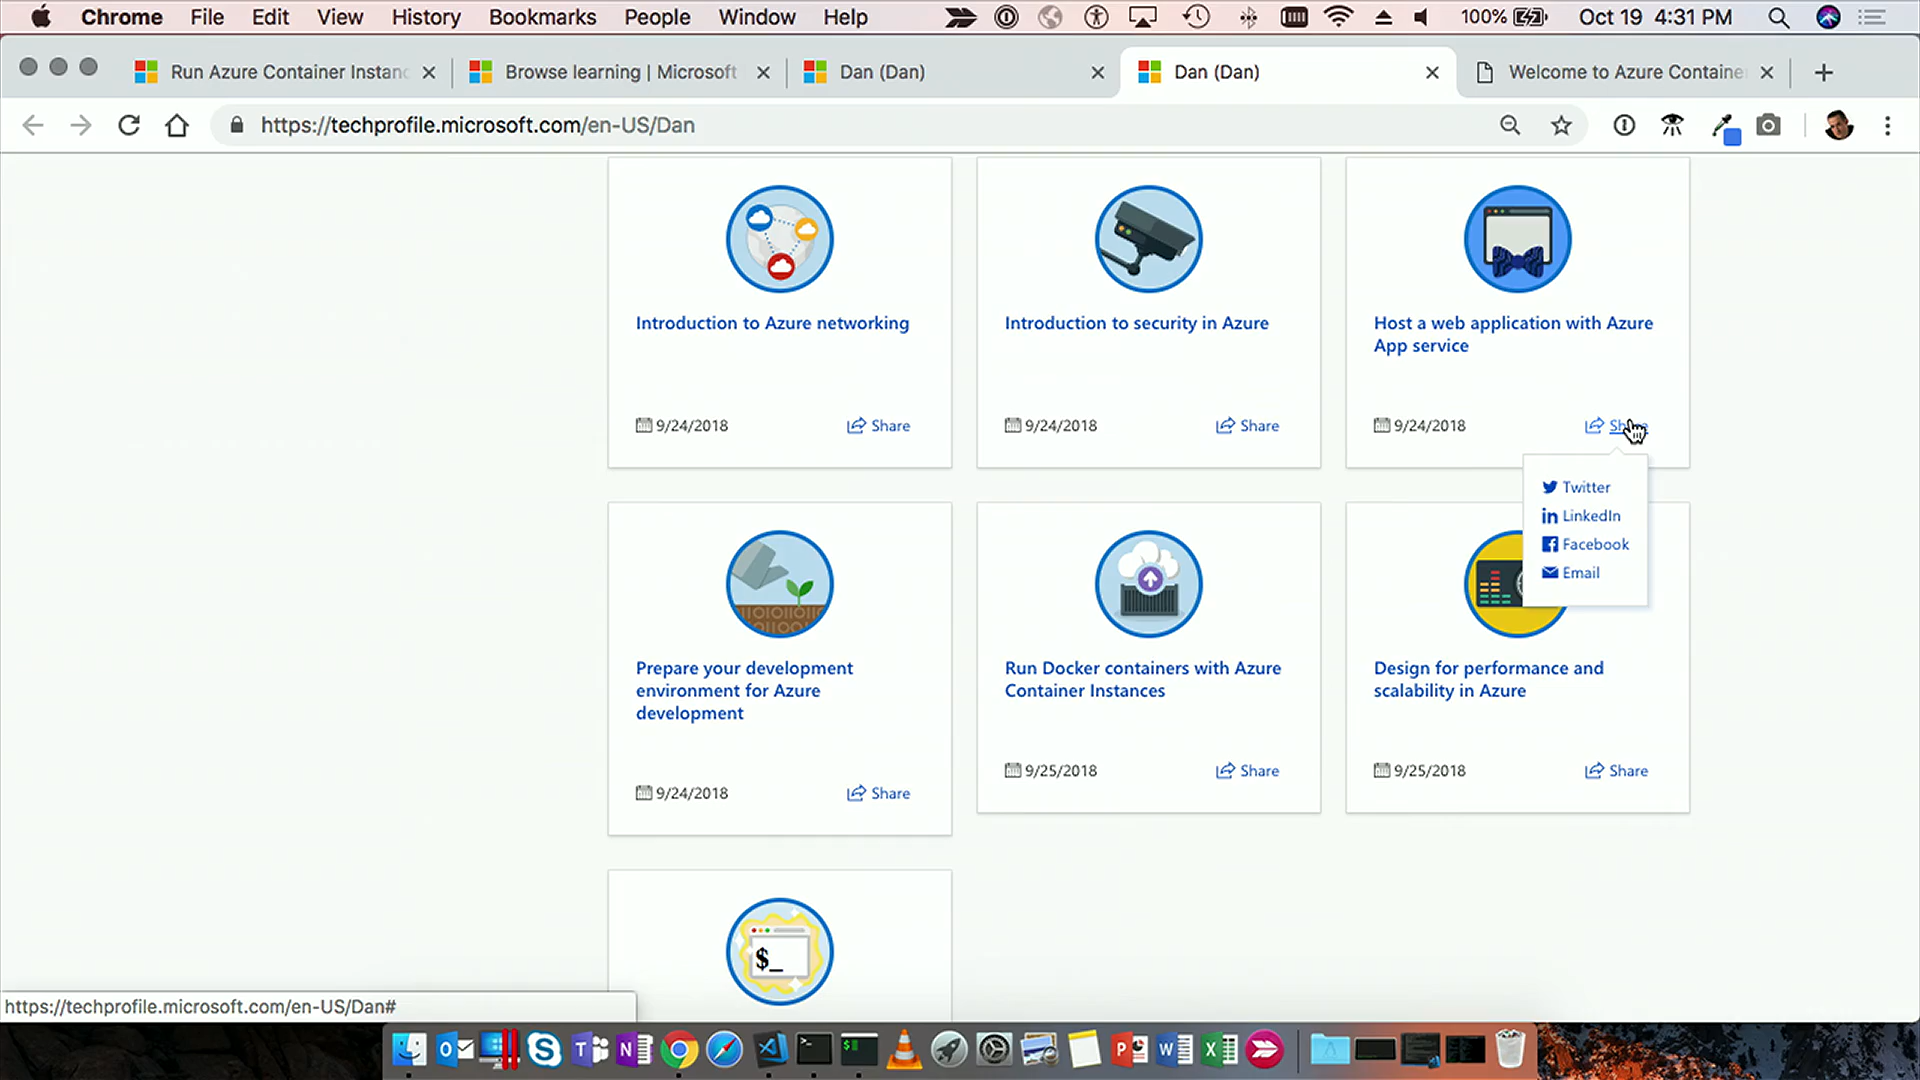 Chrome File Edit View History Bookmarks People Window Help 100% Oct 19 4:31 PM
Run Azure Container Instanc
Browse learning | Microsoft
Dan (Dan)
Dan (Dan)
Welcome to Azure Containe
https://techprofile.microsoft.com/en-US/Dan
Introduction to Azure networking
9/24/2018 Share
Introduction to security in Azure
9/24/2018 Share
Host a web application with Azure
App service
9/24/2018 Share
Twitter
LinkedIn
Facebook
Email
Prepare your development
environment for Azure
development
9/24/2018 Share
Run Docker containers with Azure
Container Instances
9/25/2018 Share
Design for performance and
scalability in Azure
9/25/2018 Share
$_
https://techprofile.microsoft.com/en-US/Dan#